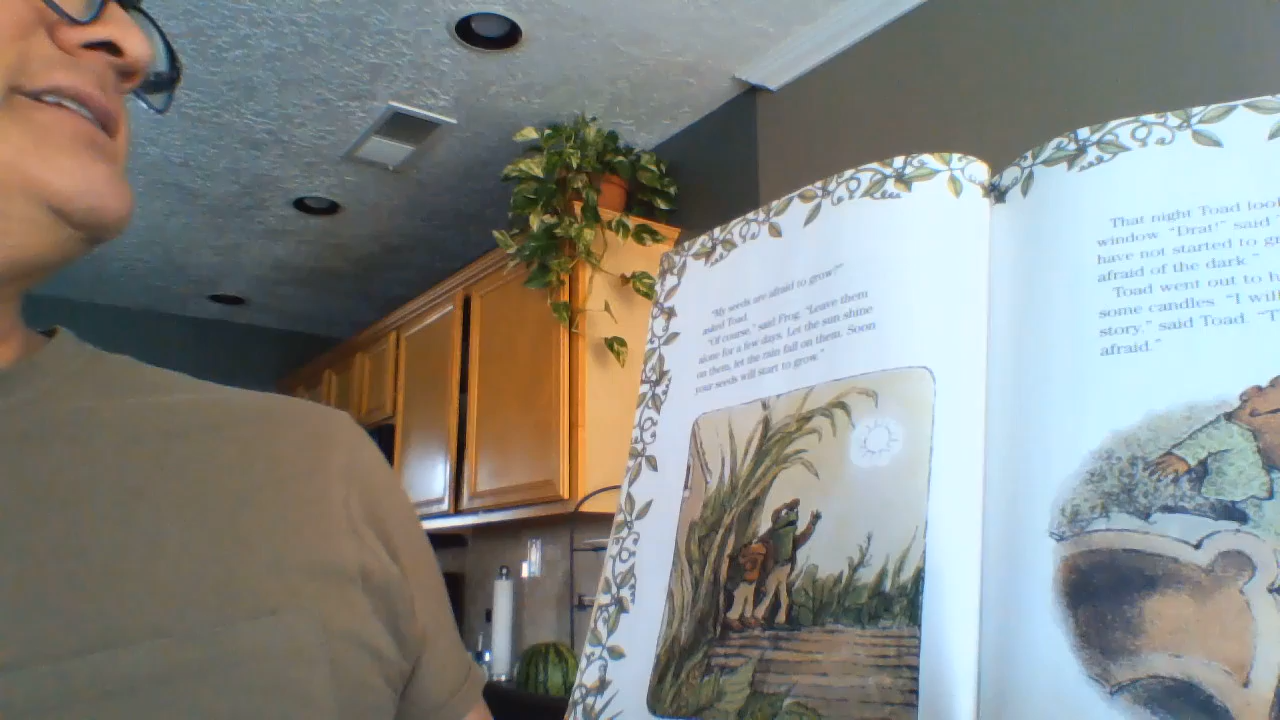 "My seeds are afraid to grow?"
asked Toad.
"Of course," said Frog. "Leave them
alone for a few days. Let the sun shine
on them, let the rain fall on them. Soon
your seeds will start to grow."
That night Toad
window "Drat!" said
have not started to
afraid of the dark."
Toad went out to
some candles. "I will
story," said Toad.
afraid."